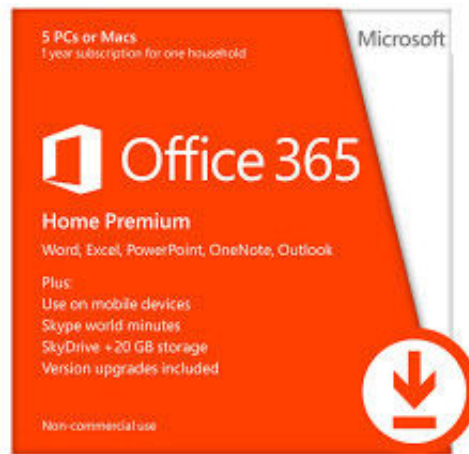 5 PCs or Macs
1 year subscription for one household
Microsoft
Office 365
Home Premium
Word, Excel, PowerPoint, OneNote, Outlook
Plus:
Use on mobile devices
Skype world minutes
SkyDrive +20 GB storage
Version upgrades included
Non-commercial use